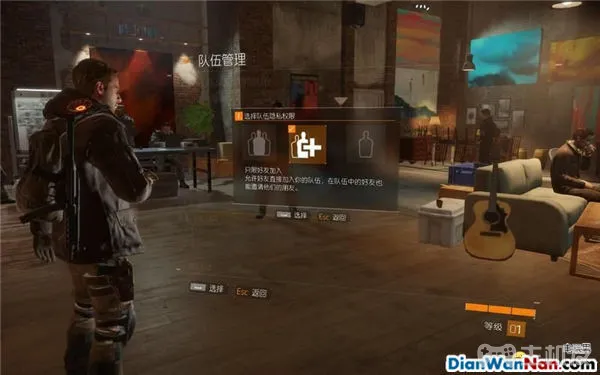 队伍管理
选择队伍隐私权限
只限好友加入
允许好友直接加入你的队伍，在队伍中的好友也
能邀请他们的朋友。
选择 Esc 返回
选择 Esc 返回
等级 01
DianWanNan.com